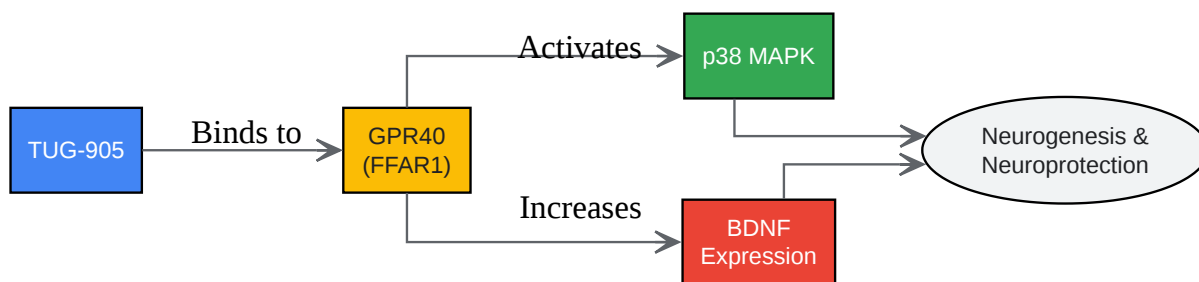 TUG-905
Binds to
GPR40
(FFAR1)
Activates
p38 MAPK
Increases
BDNF
Expression
Neurogenesis &
Neuroprotection